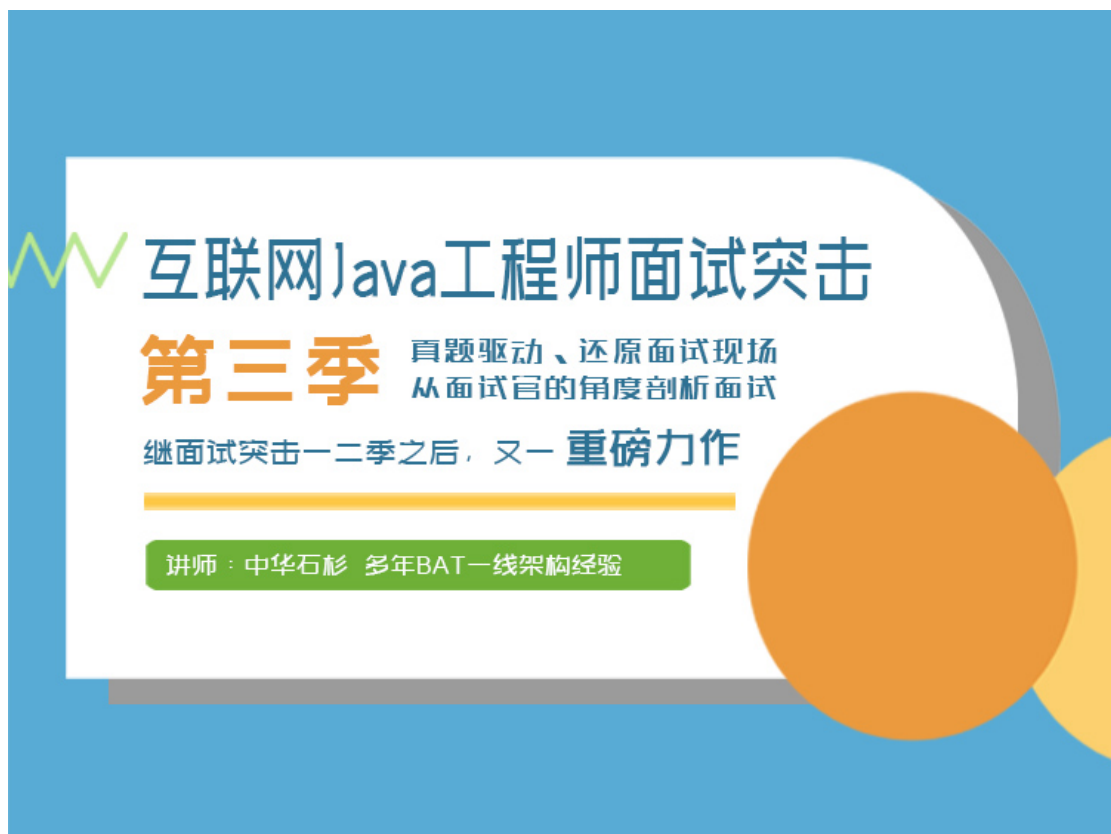 互联网Java工程师面试突击
第三季
真题驱动、还原面试现场
从面试官的角度剖析面试
继面试突击一二季之后，又一 重磅力作
讲师：中华石杉 多年BAT一线架构经验